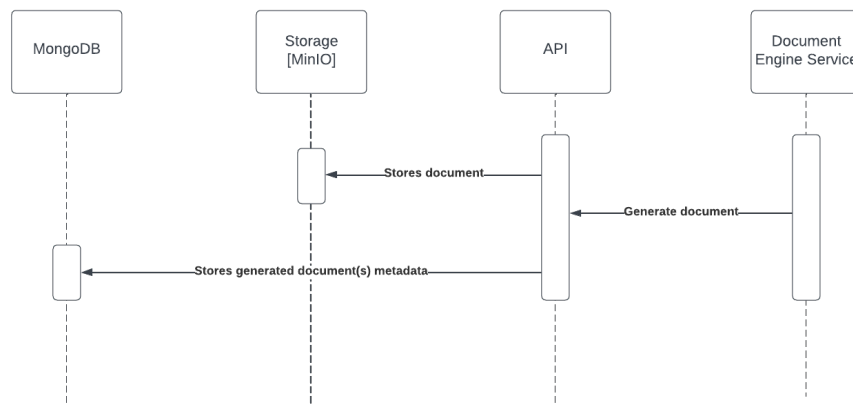 MongoDB
Storage
[MinIO]
API
Document
Engine Service
Stores document
Generate document
Stores generated document(s) metadata